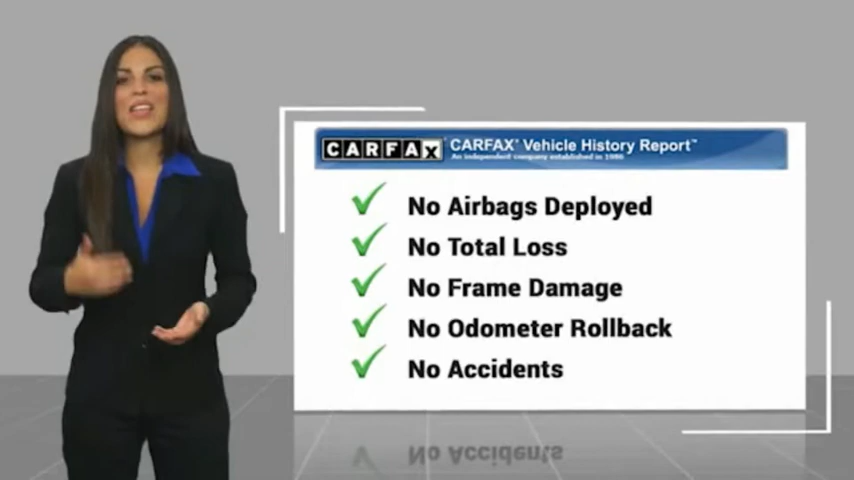 CARFAX CARFAX® Vehicle History Report™
An independent company established in 1986
No Airbags Deployed
No Total Loss
No Frame Damage
No Odometer Rollback
No Accidents
No Accidents